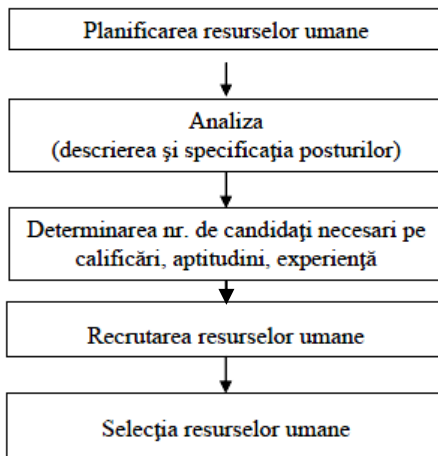 Planificarea resurselor umane
Analiza
(descrierea şi specificaţia posturilor)
Determinarea nr. de candidaţi necesari pe
calificări, aptitudini, experienţă
Recrutarea resurselor umane
Selecţia resurselor umane